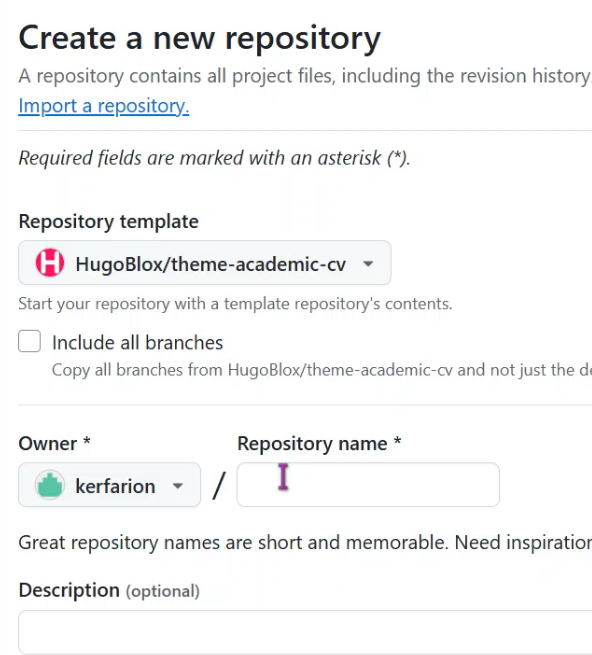 Create a new repository
A repository contains all project files, including the revision history
Import a repository.
Required fields are marked with an asterisk (*).
Repository template
HugoBlox/theme-academic-cv
Start your repository with a template repository's contents.
Include all branches
Copy all branches from HugoBlox/theme-academic-cv and not just the
Owner *
Repository name *
kerfarion
/
Great repository names are short and memorable. Need
Description (optional)